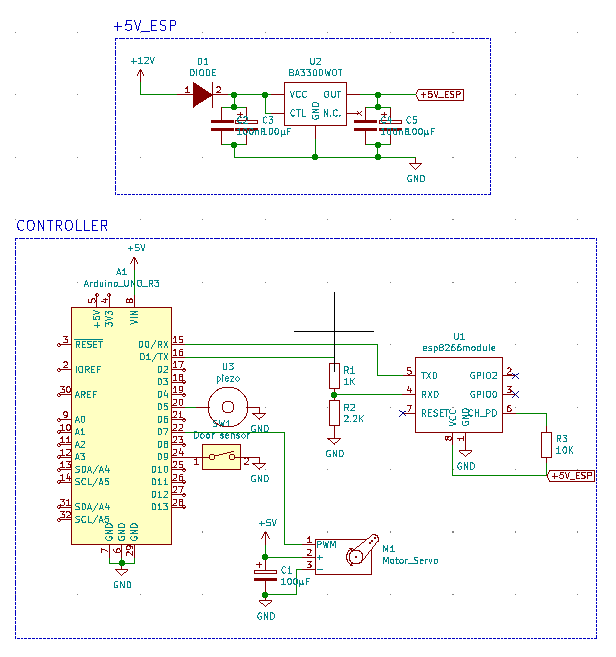 +5V_ESP
+12V
D1
DIODE
1
2
U2
BA33D0WOT
VCC
OUT
CTL
GND
N.C.
+5V_ESP
C3
100µF
C5
100µF
GND
CONTROLLER
+5V
A1
Arduino_UNO_R3
5
4
8
+5V
3V3
VIN
3
RESET
D0/RX
15
D1/TX
16
2
IOREF
D2
17
D3
18
30
AREF
D4
19
D5
20
9
A0
D6
21
10
A1
D7
22
11
A2
D8
23
12
A3
D9
24
13
SDA/A4
D10
25
14
SCL/A5
D11
26
D12
27
31
SDA/A4
D13
28
32
SCL/A5
GND
GND
GND
7
6
29
GND
U3
piezo
GND
SW1
Door sensor
1
2
GND
R1
1K
R2
2.2K
GND
U1
esp8266module
5
TXD
GPIO2
2
4
RXD
GPIO0
3
7
RESET
VCC
GND
CH_PD
6
8
1
GND
R3
10K
+5V_ESP
+5V
C1
100µF
GND
1
PWM
2
+
3
-
M1
Motor_Servo